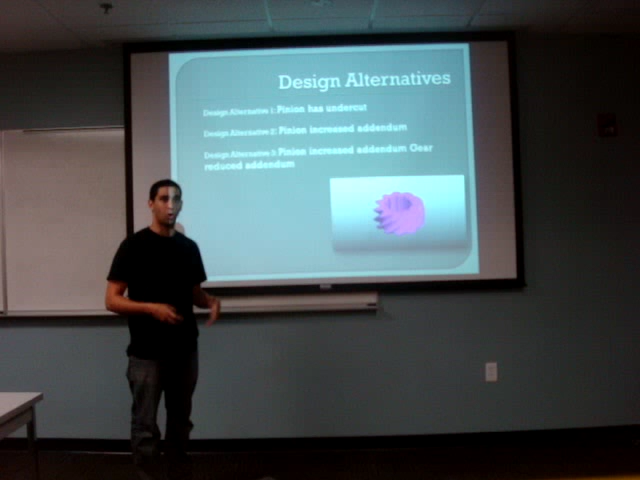 Design Alternatives
Design Alternative 1: Pinion has undercut
Design Alternative 2: Pinion increased addendum
Design Alternative 3: Pinion increased addendum Gear
reduced addendum